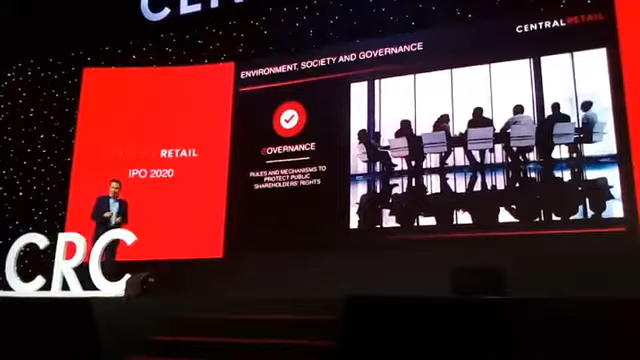 CENTRAL RETAIL
ENVIRONMENT, SOCIETY AND GOVERNANCE
GOVERNANCE
RULES AND MECHANISMS TO
PROTECT PUBLIC
SHAREHOLDERS' RIGHTS
RETAIL
IPO 2020
CRC